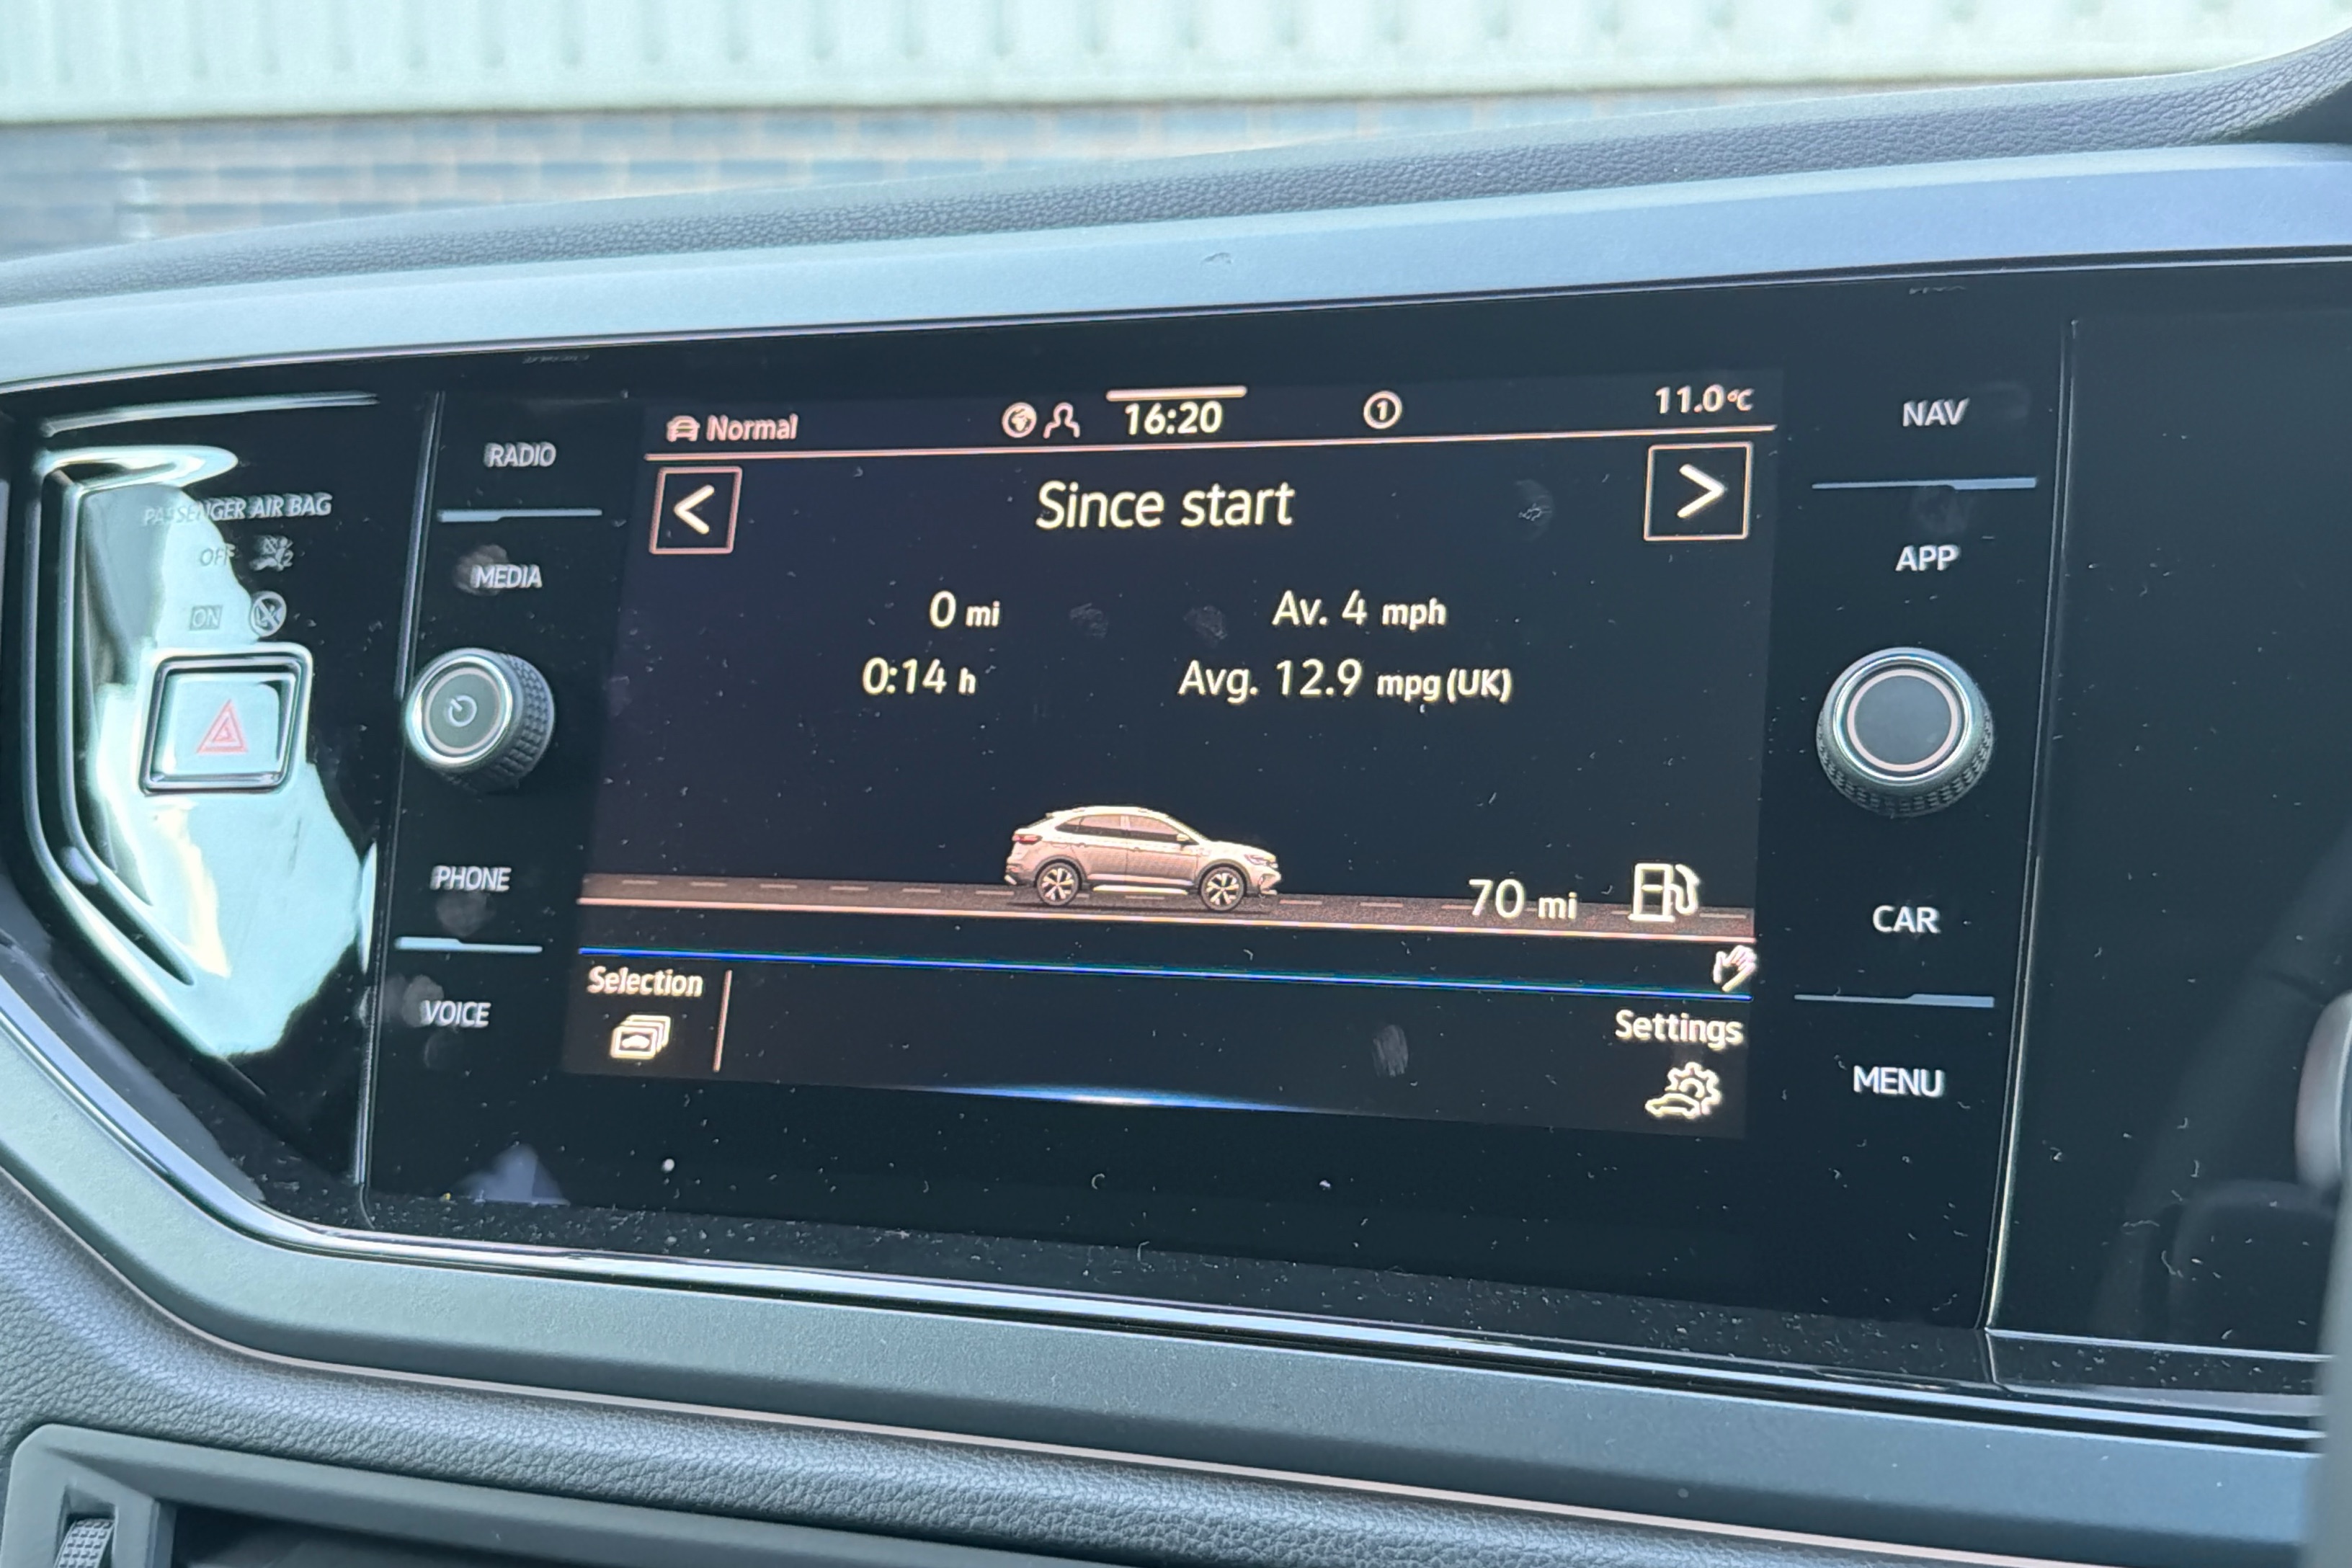 Normal
16:20
1
11.0°C
RADIO
NAV
<
Since start
>
PASSENGER AIR BAG
OFF
ON
MEDIA
APP
0 mi
Av. 4 mph
0:14 h
Avg. 12.9 mpg (UK)
PHONE
70 mi
CAR
VOICE
Selection
Settings
MENU